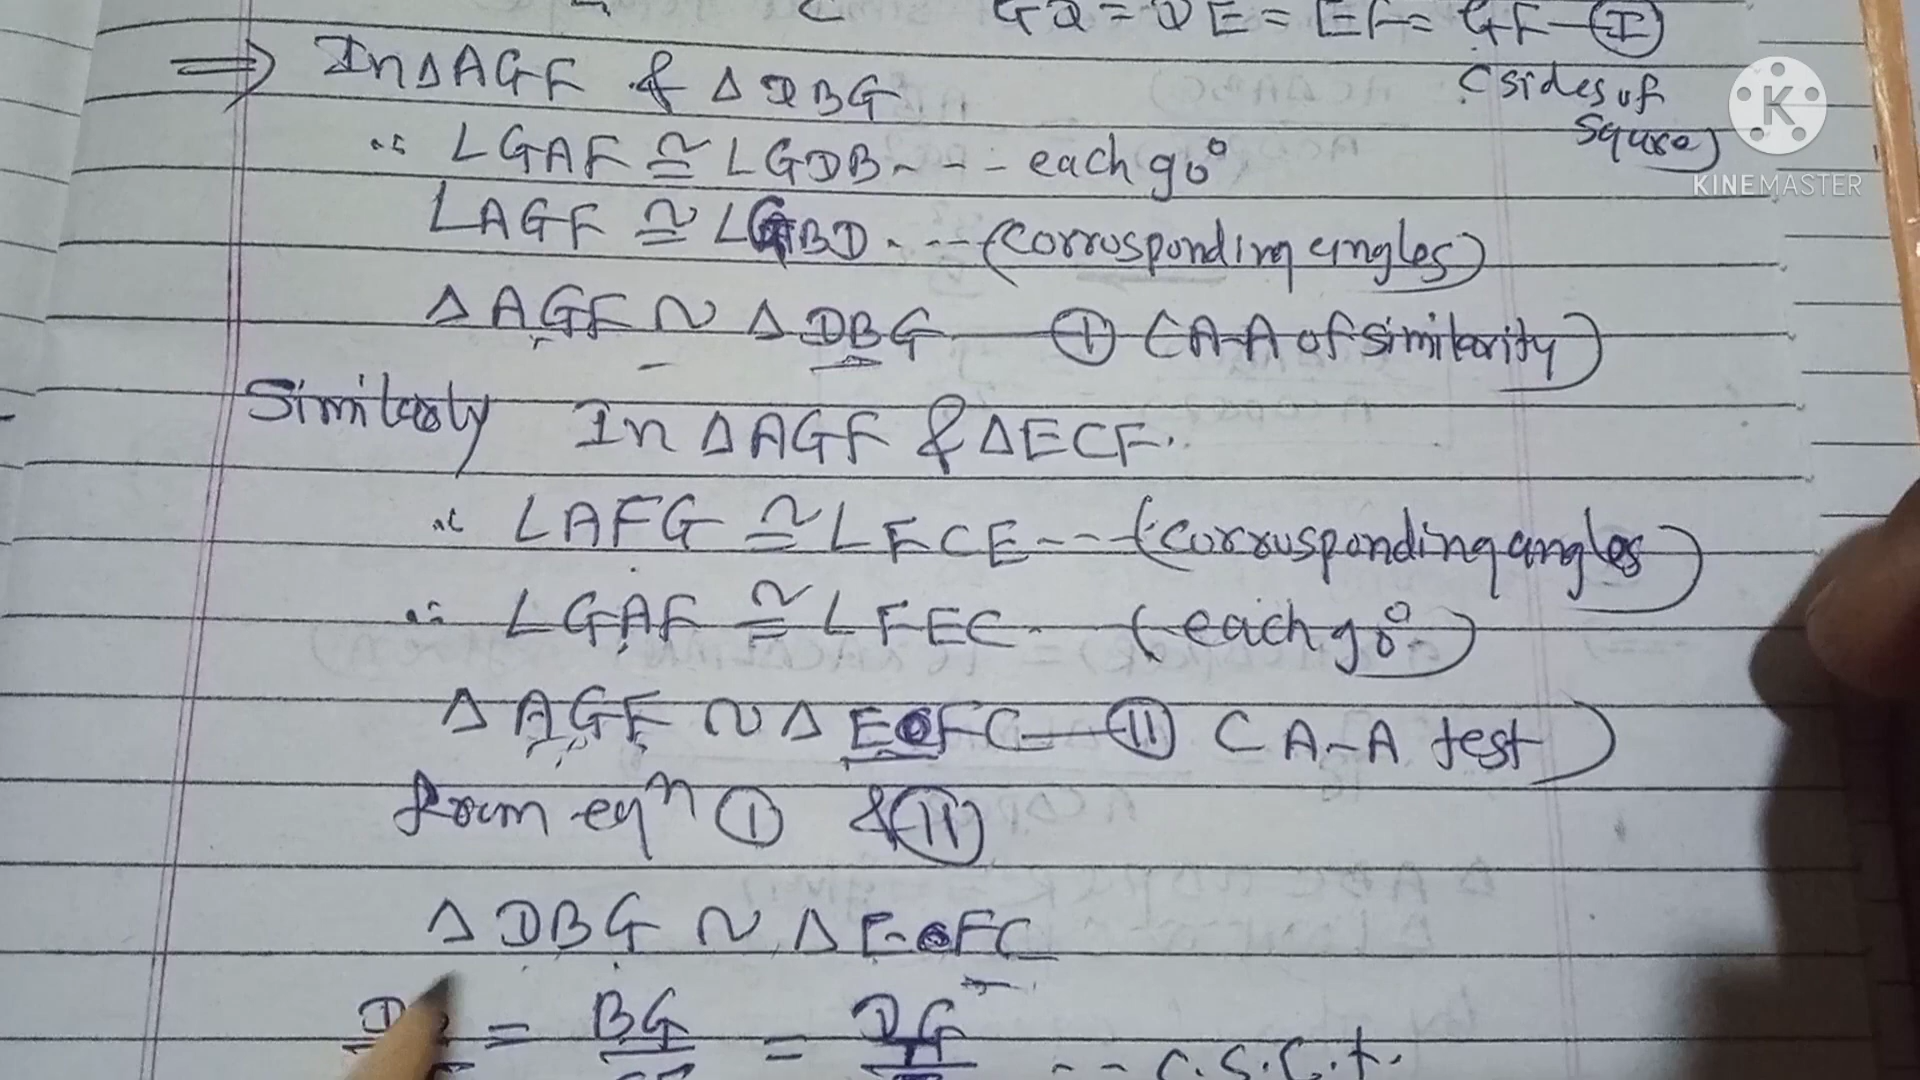 GD = DE = EF = GF — (I)
(sides of
square)
⇒ In △AGF & △DBG
∴ ∠GAF ≅ ∠GDB - - - each 90°
∠AGF ≅ ∠GBD - - - (corrusponding angles)
△AGF ~ △DBG — (I) (A-A of similarity)
Similarly In △AGF & △ECF.
∴ ∠AFG ≅ ∠FCE - - - (corrusponding angles)
∴ ∠GAF ≅ ∠FEC - - (each 90°)
△AGF ~ △EFC — (II) (A-A test)
from eqⁿ (I) & (II)
△DBG ~ △EFC
= BG = DG - - c.s.c.t.
KINEMASTER